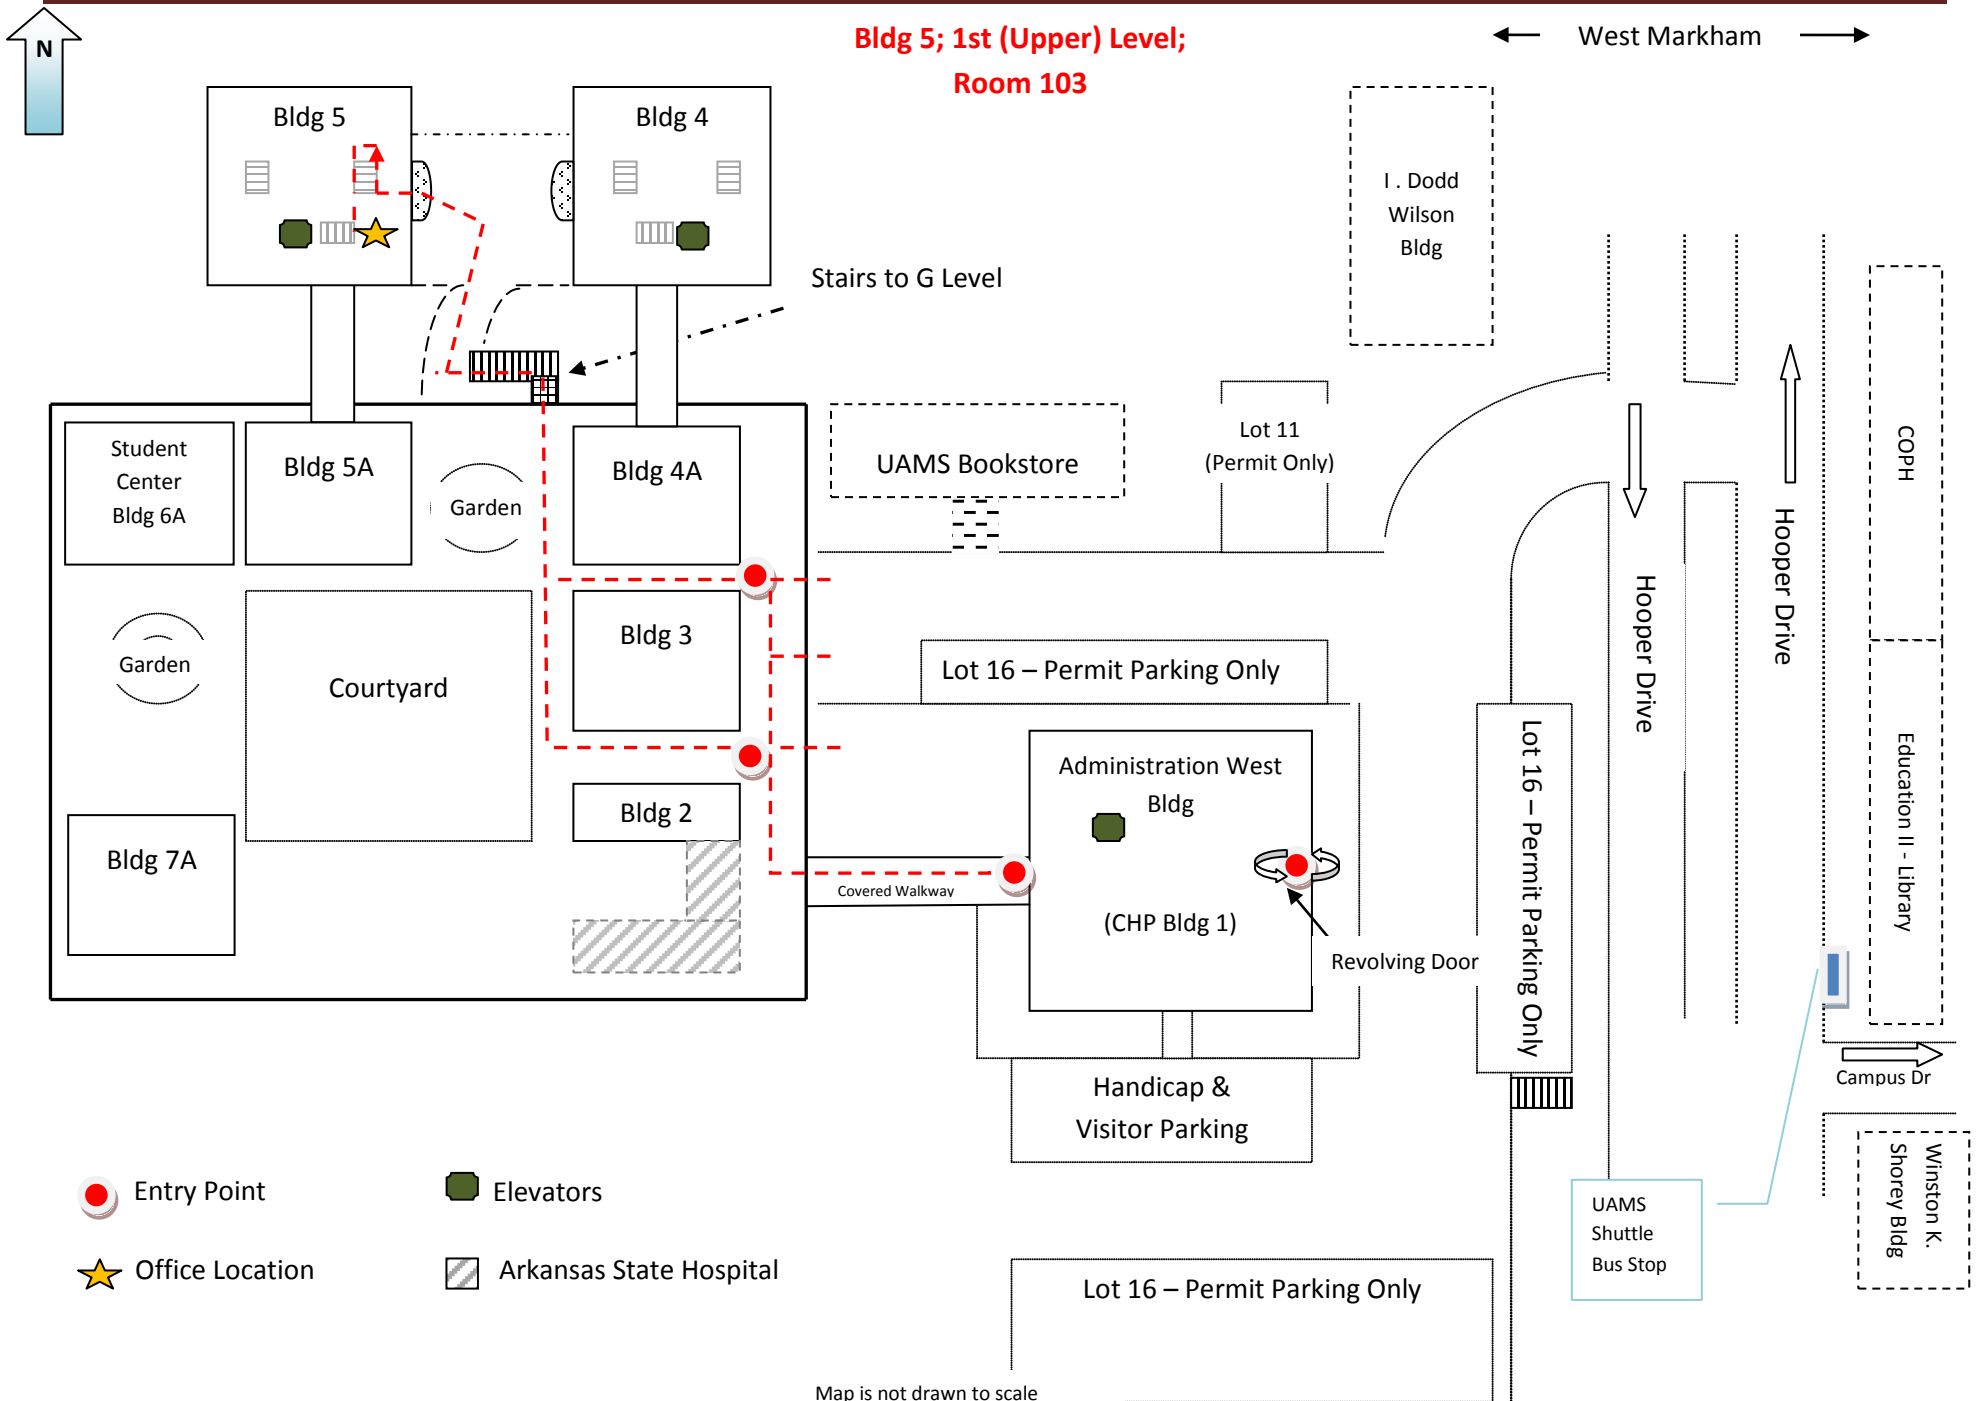 N
Bldg 5; 1st (Upper) Level;
Room 103
West Markham
Bldg 5
Bldg 4
I . Dodd
Wilson
Bldg
Stairs to G Level
Student
Center
Bldg 6A
Bldg 5A
Garden
Bldg 4A
UAMS Bookstore
Lot 11
(Permit Only)
COPH
Hooper Drive
Hooper Drive
Garden
Courtyard
Bldg 3
Lot 16 – Permit Parking Only
Lot 16 – Permit Parking Only
Education II - Library
Administration West
Bldg
Bldg 2
Bldg 7A
Covered Walkway
(CHP Bldg 1)
Revolving Door
Campus Dr
Handicap &
Visitor Parking
Winston K.
Shorey Bldg
Entry Point
Elevators
UAMS
Shuttle
Bus Stop
Office Location
Arkansas State Hospital
Lot 16 – Permit Parking Only
Map is not drawn to scale